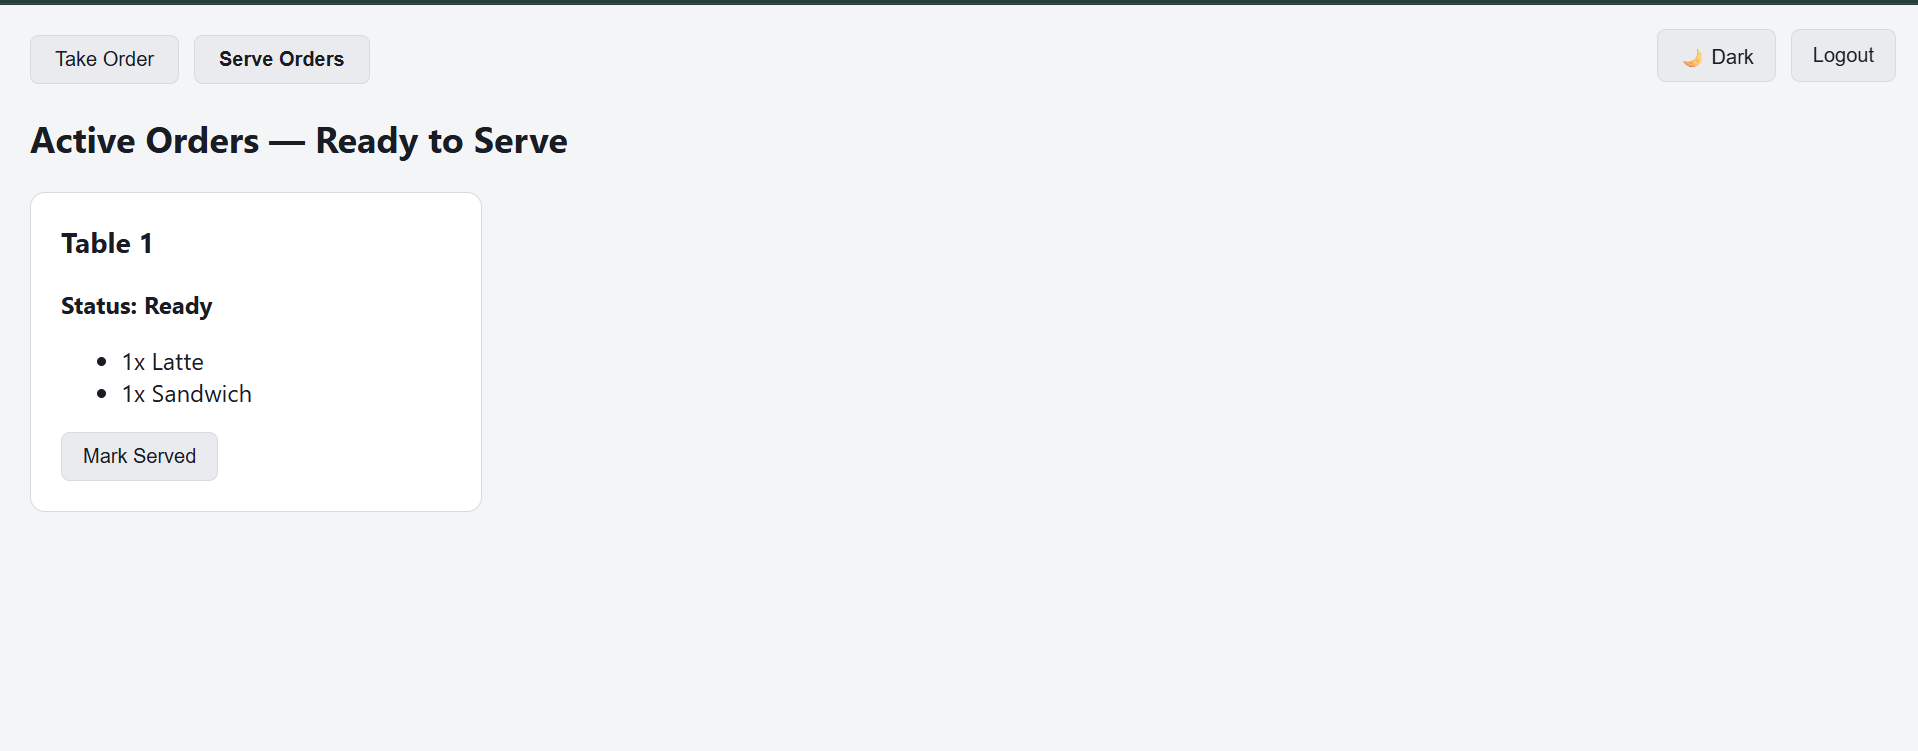 Take Order
Serve Orders
🌙 Dark
Logout
Active Orders — Ready to Serve
Table 1
Status: Ready
• 1x Latte
• 1x Sandwich
Mark Served